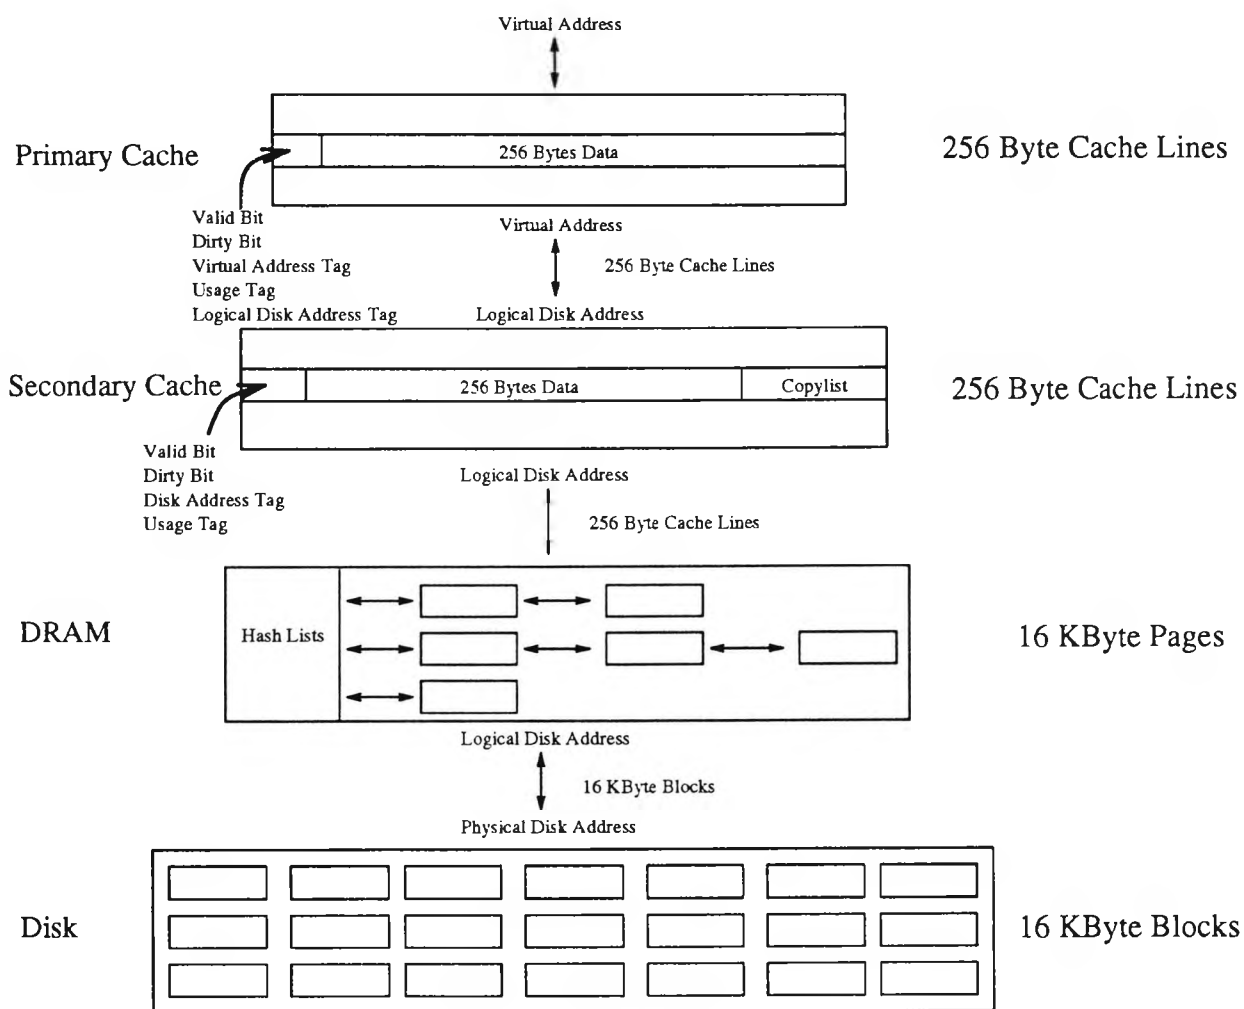 Virtual Address
Primary Cache
256 Bytes Data
256 Byte Cache Lines
Valid Bit
Dirty Bit
Virtual Address Tag
Usage Tag
Logical Disk Address Tag
Virtual Address
256 Byte Cache Lines
Logical Disk Address
Secondary Cache
256 Bytes Data
Copylist
256 Byte Cache Lines
Valid Bit
Dirty Bit
Disk Address Tag
Usage Tag
Logical Disk Address
256 Byte Cache Lines
DRAM
Hash Lists
16 KByte Pages
Logical Disk Address
16 KByte Blocks
Physical Disk Address
Disk
16 KByte Blocks